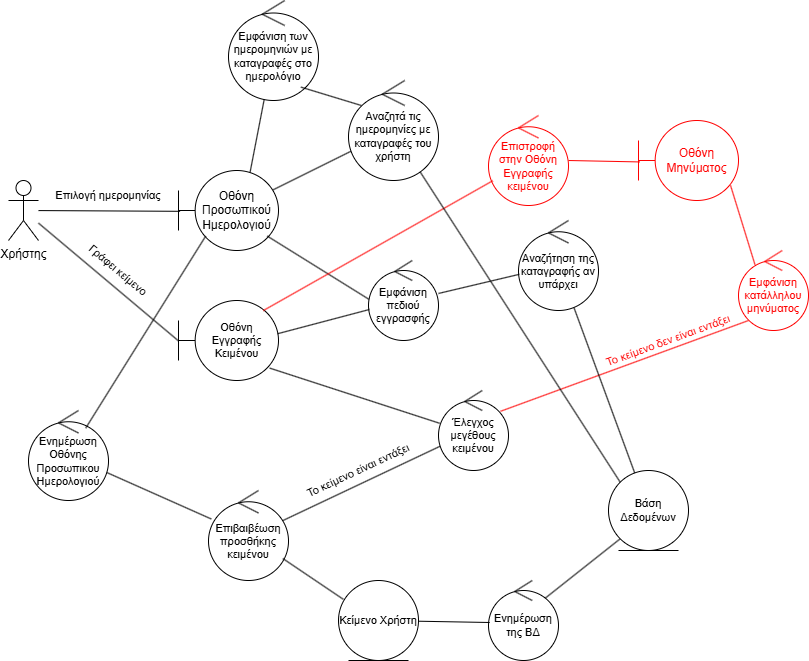 Εμφάνιση των
ημερομηνιών με
καταγραφές στο
ημερολόγιο
Αναζητά τις
ημερομηνίες με
καταγραφές του
χρήστη
Επιστροφή
στην Οθόνη
Εγγραφής
κειμένου
Οθόνη
Μηνύματος
Επιλογή ημερομηνίας
Οθόνη
Προσωπικού
Ημερολογιού
Χρήστης
Γράφει κείμενο
Αναζήτηση της
καταγραφής αν
υπάρχει
Εμφάνιση
πεδιού
εγγρασφής
Εμφάνιση
κατάλληλου
μηνύματος
Οθόνη
Εγγραφής
Κειμένου
Το κείμενο δεν είναι εντάξει
Έλεγχος
μεγέθους
κειμένου
Ενημέρωση
Οθόνης
Προσωπικου
Ημερολογιού
Το κείμενο είναι εντάξει
Βάση
Δεδομένων
Επιβαιβέωση
προσθήκης
κειμένου
Κείμενο Χρήστη
Ενημέρωση
της ΒΔ